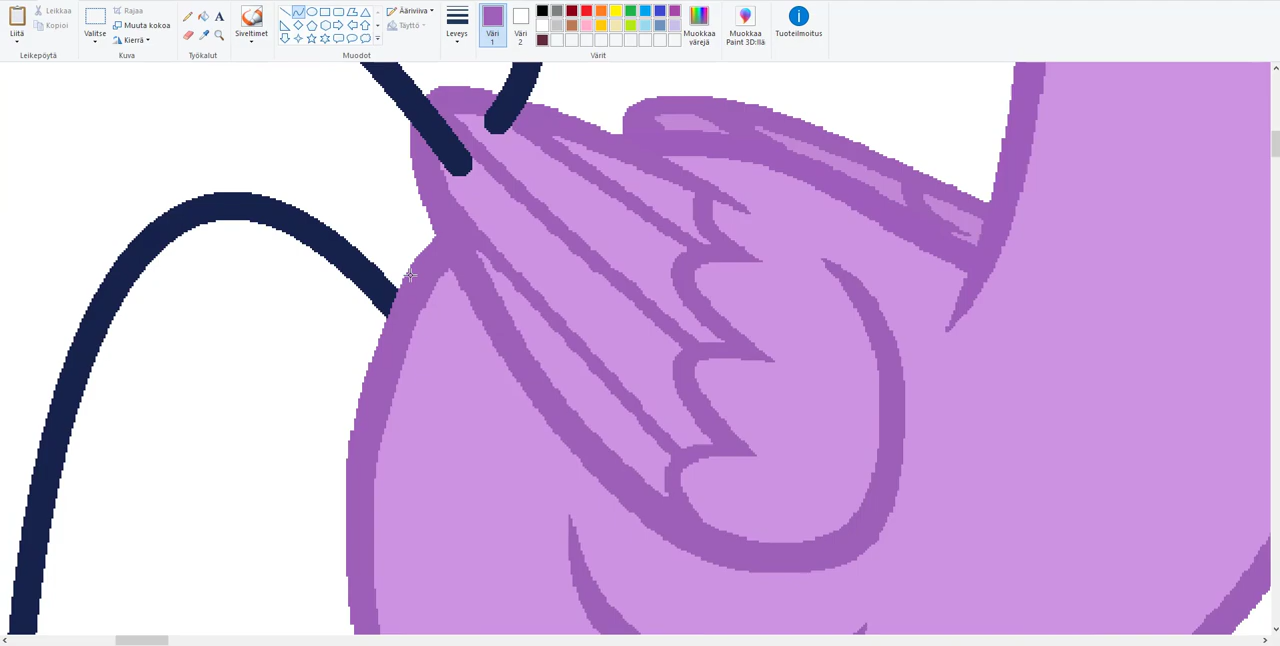 Liitä
Leikkaa
Kopioi
Leikepöytä
Valitse
Rajaa
Muuta kokoa
Kierrä
Kuva
A
Työkalut
Siveltimet
Ääriviiva
Täyttö
Muodot
Leveys
Väri 1
Väri 2
Muokkaa värejä
Värit
Muokkaa Paint 3D:llä
Tuoteilmoitus